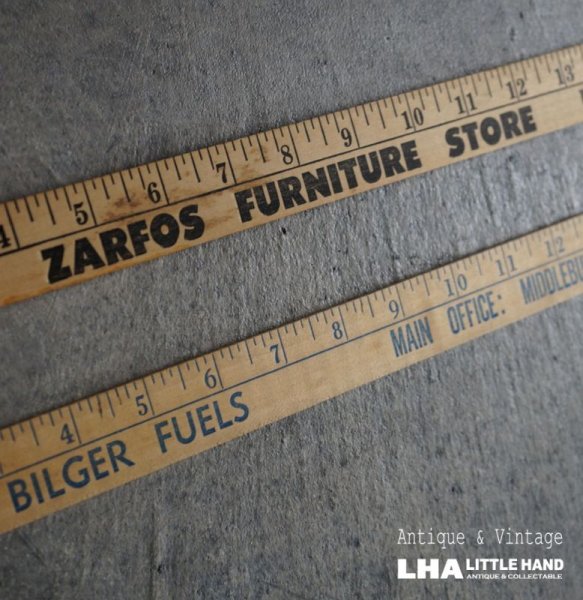 4 5 6 7 8 9 10 11 12 13
ZARFOS FURNITURE STORE
4 5 6 7 8 9 10 11 12
BILGER FUELS MAIN OFFICE:
Antique & Vintage
LHA LITTLE HAND
ANTIQUE & COLLECTABLE